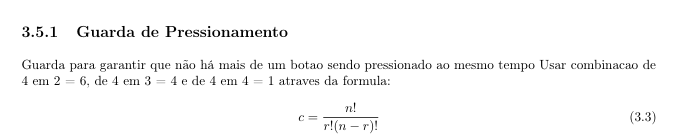 3.5.1 Guarda de Pressionamento
Guarda para garantir que não há mais de um botao sendo pressionado ao mesmo tempo Usar combinacao de
4 em 2 = 6, de 4 em 3 = 4 e de 4 em 4 = 1 atraves da formula:
c = n! / r!(n − r)! (3.3)